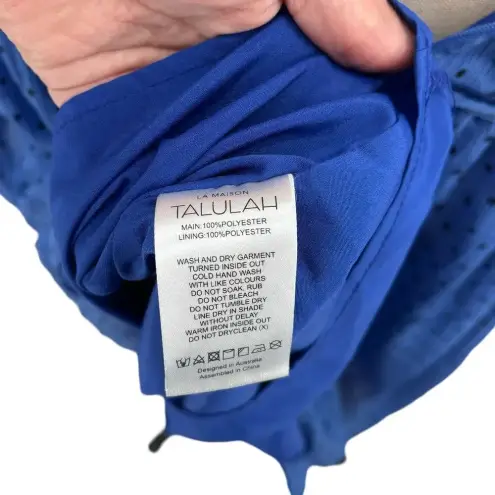 LA MAISON
TALULAH
MAIN:100%POLYESTER
LINING:100%POLYESTER
WASH AND DRY GARMENT
TURNED INSIDE OUT
COLD HAND WASH
WITH LIKE COLOURS
DO NOT SOAK, RUB
DO NOT BLEACH
DO NOT TUMBLE DRY
LINE DRY IN SHADE
WITHOUT DELAY
WARM IRON INSIDE OUT
DO NOT DRYCLEAN (X)
Designed in Australia
Assembled in China